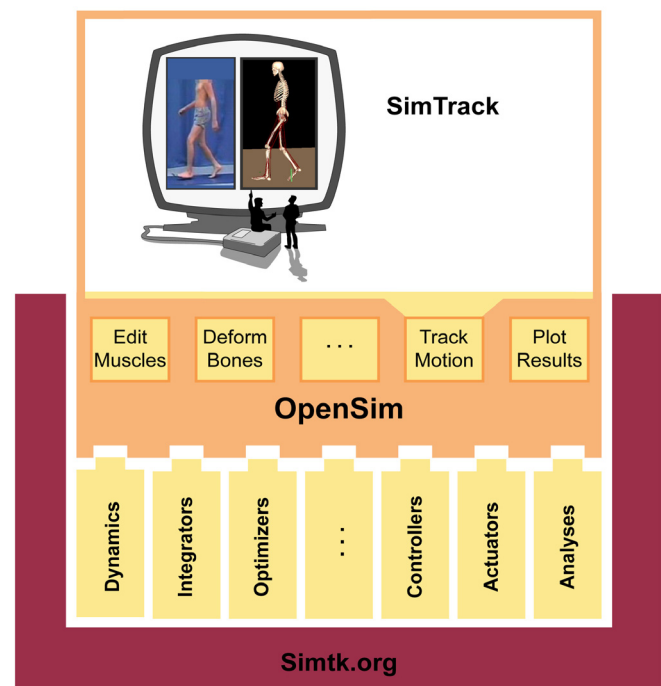 SimTrack
Edit
Muscles
Deform
Bones
...
Track
Motion
Plot
Results
OpenSim
Dynamics
Integrators
Optimizers
...
Controllers
Actuators
Analyses
Simtk.org